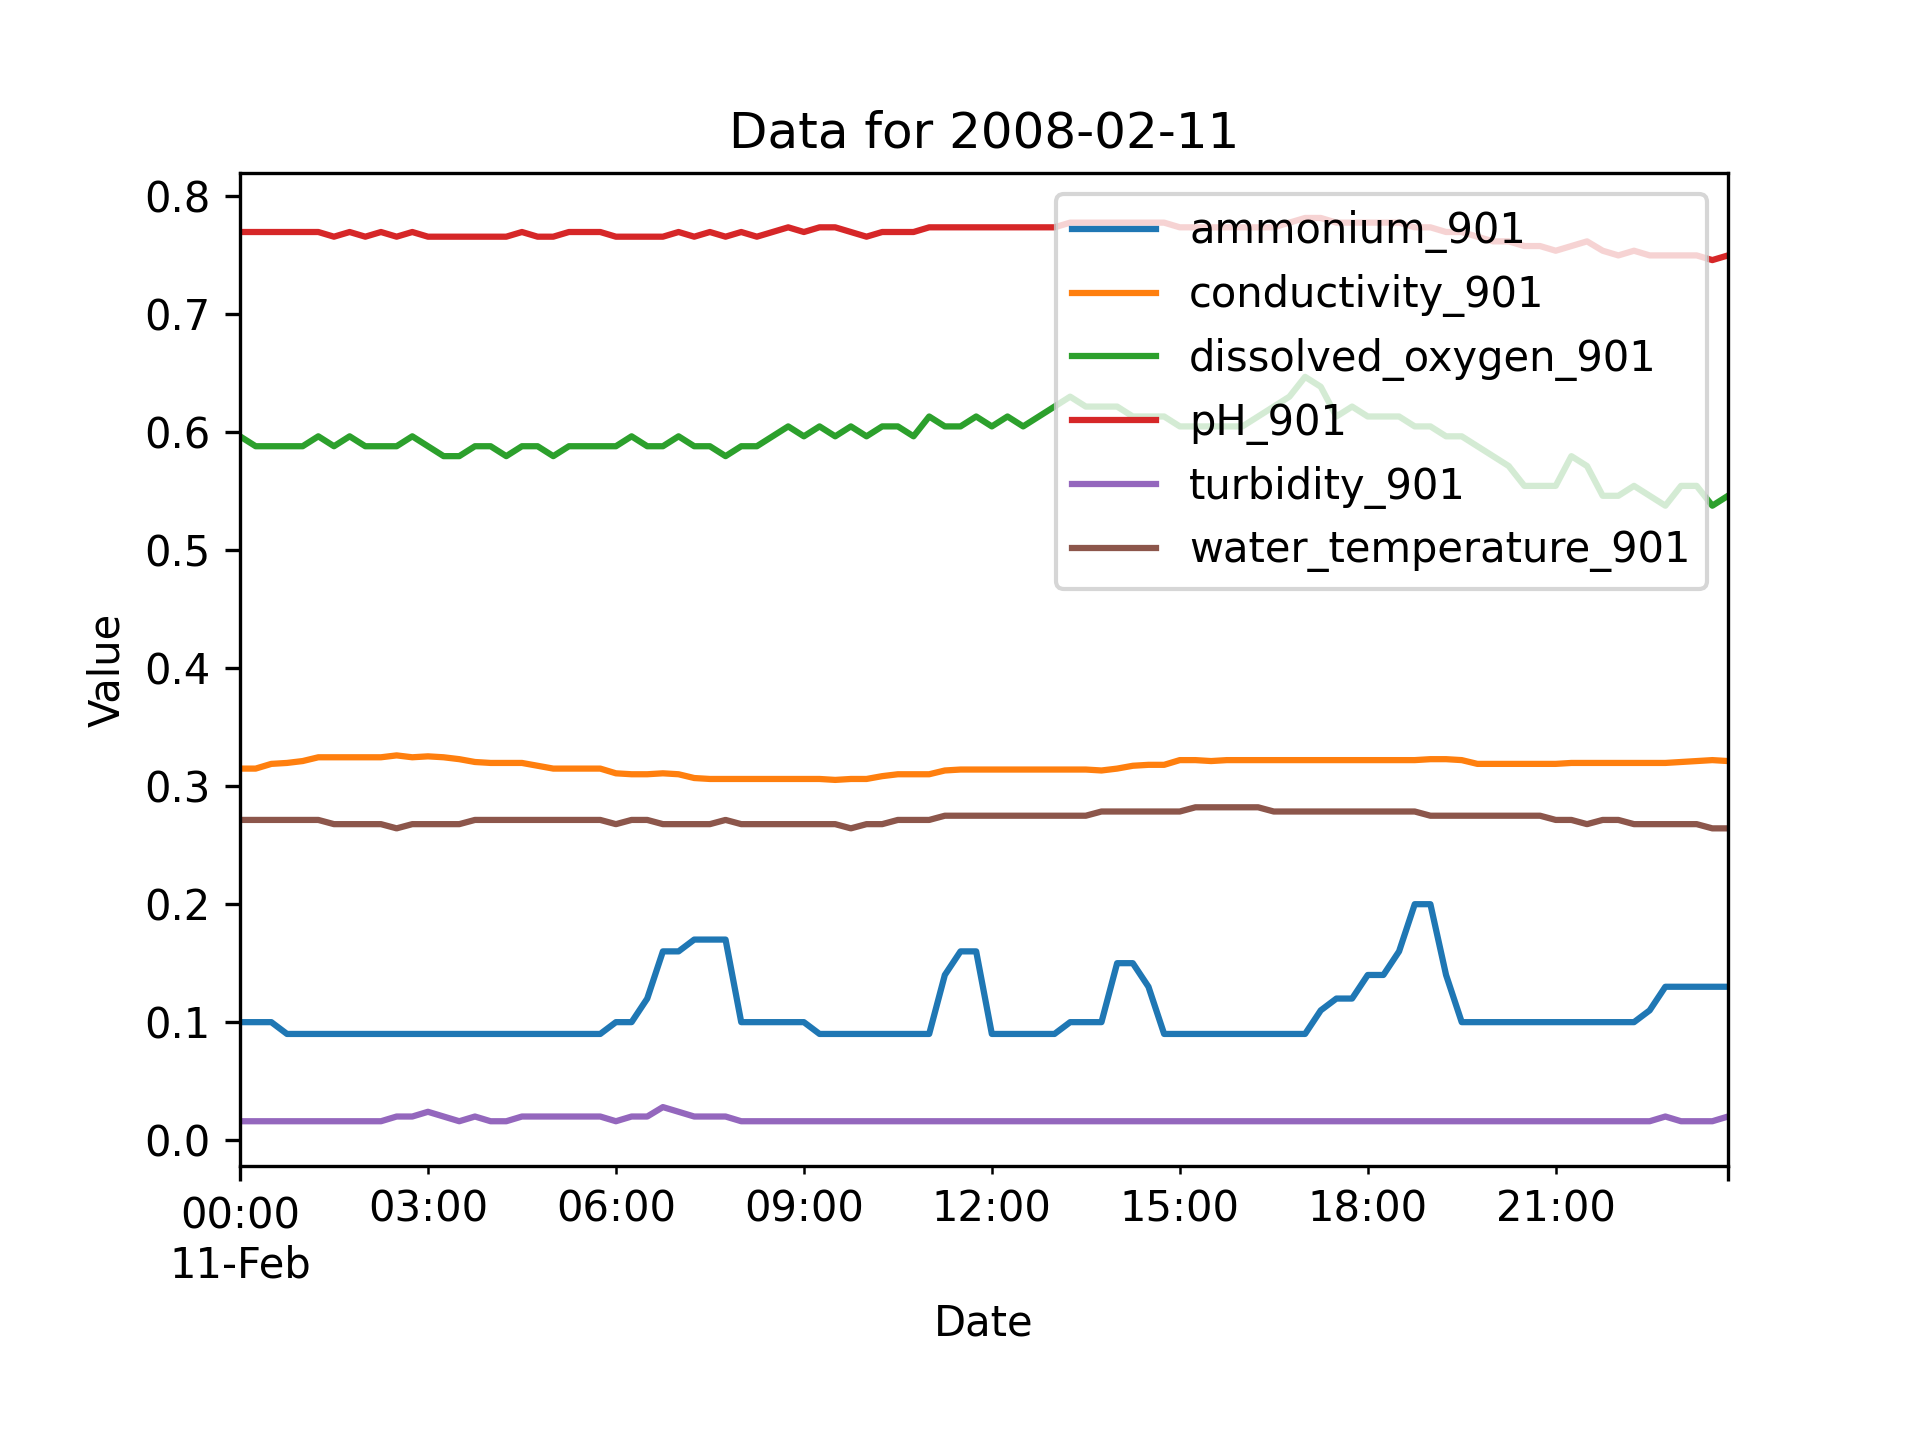 Data for 2008-02-11
0.8
0.7
0.6
0.5
0.4
0.3
0.2
0.1
0.0
Value
ammonium_901
conductivity_901
dissolved_oxygen_901
pH_901
turbidity_901
water_temperature_901
00:00 03:00 06:00 09:00 12:00 15:00 18:00 21:00
11-Feb
Date